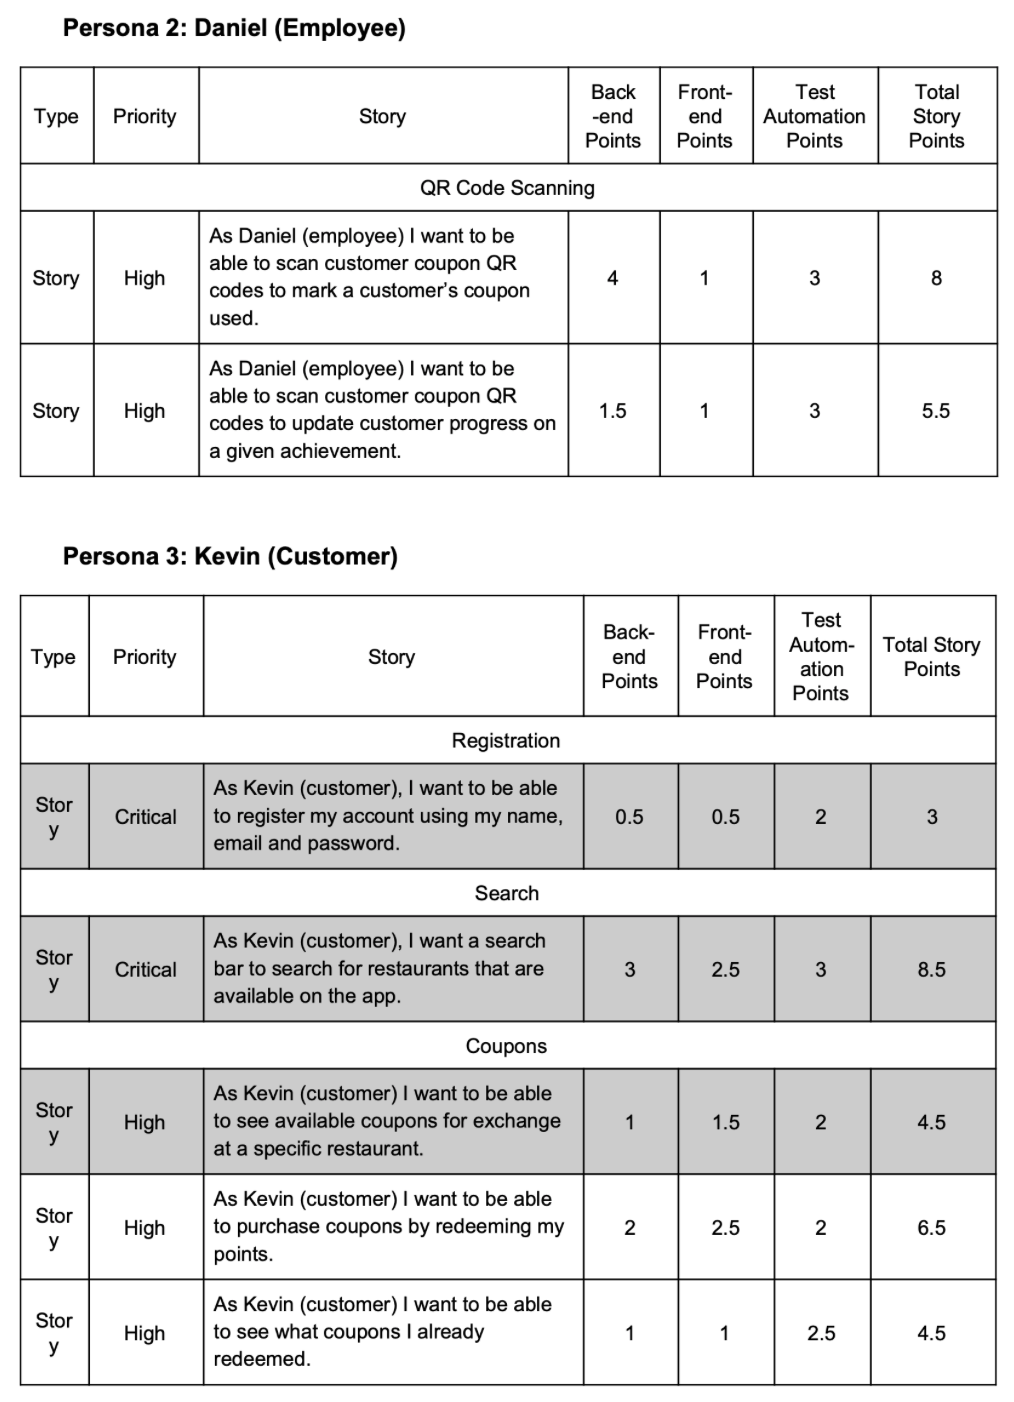 Persona 2: Daniel (Employee)
Type
Priority
Story
Back
-end
Points
Front-
end
Points
Test
Automation
Points
Total
Story
Points
QR Code Scanning
Story
High
As Daniel (employee) I want to be
able to scan customer coupon QR
codes to mark a customer's coupon
used.
4
1
3
8
Story
High
As Daniel (employee) I want to be
able to scan customer coupon QR
codes to update customer progress on
a given achievement.
1.5
1
3
5.5
Persona 3: Kevin (Customer)
Type
Priority
Story
Back-
end
Points
Front-
end
Points
Test
Autom-
ation
Points
Total Story
Points
Registration
Stor
y
Critical
As Kevin (customer), I want to be able
to register my account using my name,
email and password.
0.5
0.5
2
3
Search
Stor
y
Critical
As Kevin (customer), I want a search
bar to search for restaurants that are
available on the app.
3
2.5
3
8.5
Coupons
Stor
y
High
As Kevin (customer) I want to be able
to see available coupons for exchange
at a specific restaurant.
1
1.5
2
4.5
Stor
y
High
As Kevin (customer) I want to be able
to purchase coupons by redeeming my
points.
2
2.5
2
6.5
Stor
y
High
As Kevin (customer) I want to be able
to see what coupons I already
redeemed.
1
1
2.5
4.5